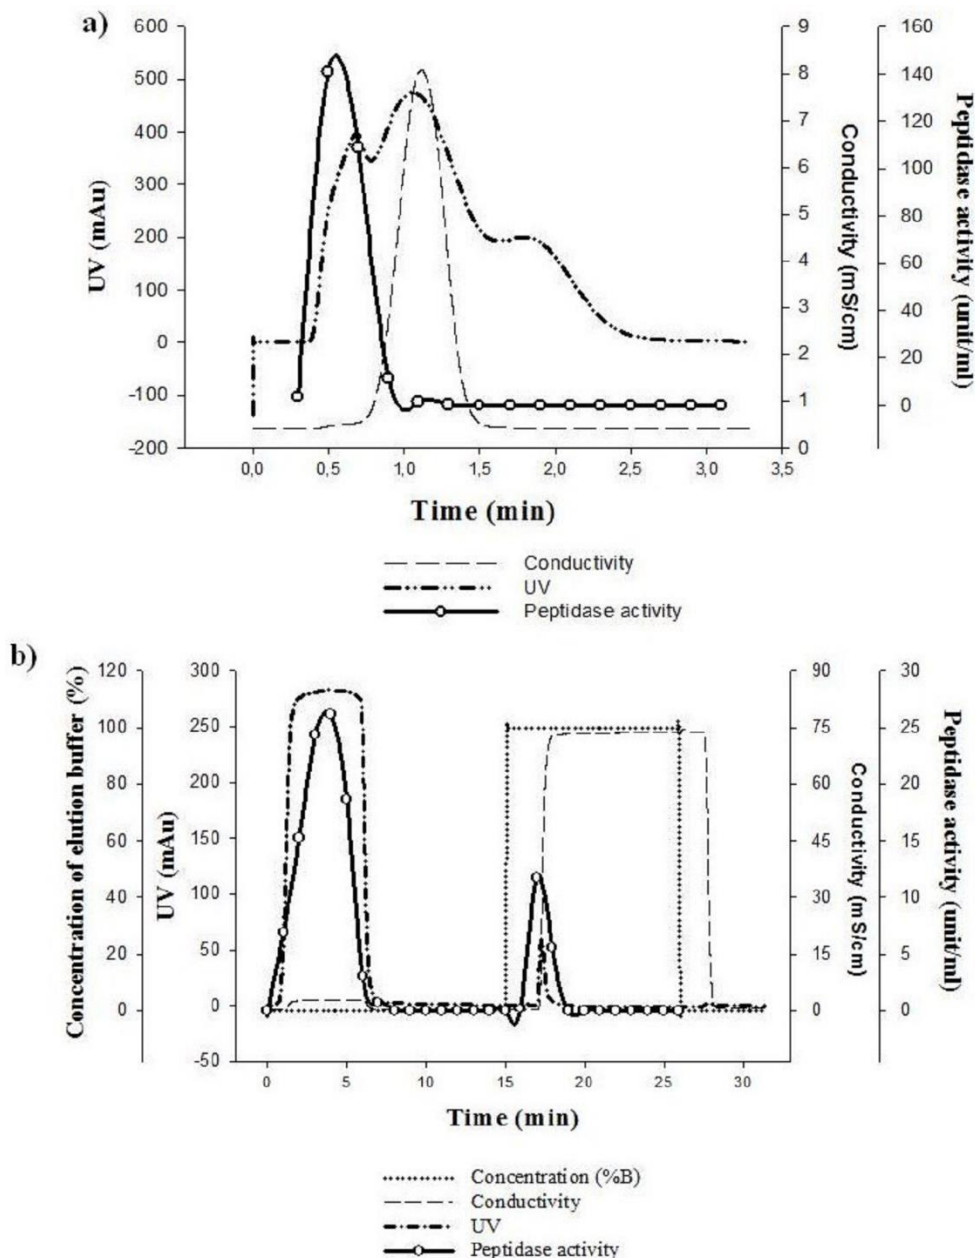 a)
UV (mAu)
600
500
400
300
200
100
0
-100
-200
Conductivity (mS/cm)
9
8
7
6
5
4
3
2
1
0
Peptidase activity (unit/ml)
160
140
120
100
80
60
40
20
0
0,0 0,5 1,0 1,5 2,0 2,5 3,0 3,5
Time (min)
Conductivity
UV
Peptidase activity
b)
Concentration of elution buffer (%)
120
100
80
60
40
20
0
UV (mAu)
300
250
200
150
100
50
0
-50
Conductivity (mS/cm)
90
75
60
45
30
15
0
Peptidase activity (unit/ml)
30
25
20
15
10
5
0
0 5 10 15 20 25 30
Time (min)
Concentration (%B)
Conductivity
UV
Peptidase activity